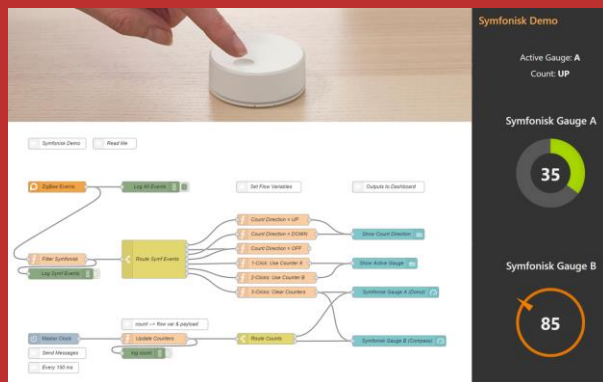 Symfonisk Demo
Active Gauge: A
Count: UP
Symfonisk Gauge A
35
Symfonisk Gauge B
85
Symfonisk Demo
Read Me
ZigBee Events
Log All Events
Set Flow Variables
Outputs to Dashboard
Count Direction = UP
Count Direction = DOWN
Show Count Direction
Count Direction = OFF
Filter Symfonisk
Route Symf Events
1-Click: Use Counter A
Show Active Gauge
Log Symf Events
2-Clicks: Use Counter B
3-Clicks: Clear Counters
Symfonisk Gauge A (Donut)
count --> flow var & payload
Master Clock
Update Counters
Route Counts
Symfonisk Gauge B (Compass)
Send Messages
log count
Every 150 ms